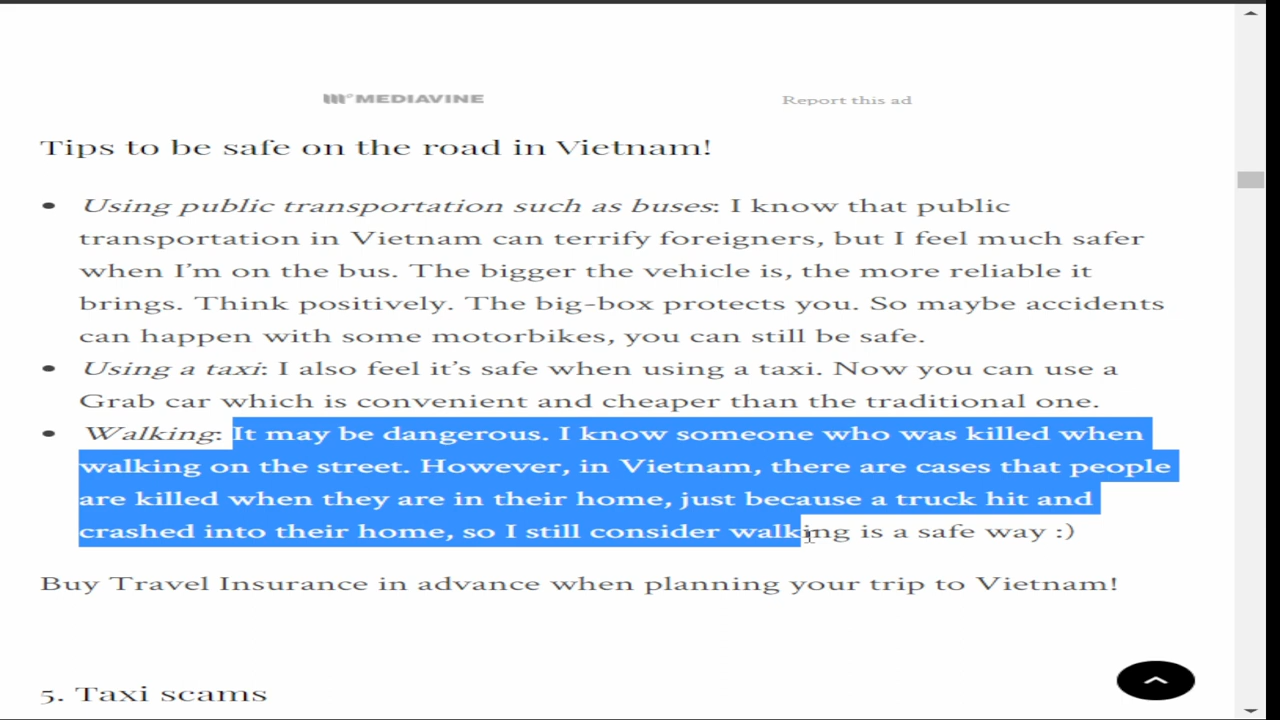 MEDIAVINE
Report this ad
Tips to be safe on the road in Vietnam!
• Using public transportation such as buses: I know that public
transportation in Vietnam can terrify foreigners, but I feel much safer
when I’m on the bus. The bigger the vehicle is, the more reliable it
brings. Think positively. The big-box protects you. So maybe accidents
can happen with some motorbikes, you can still be safe.
• Using a taxi: I also feel it’s safe when using a taxi. Now you can use a
Grab car which is convenient and cheaper than the traditional one.
• Walking: It may be dangerous. I know someone who was killed when
walking on the street. However, in Vietnam, there are cases that people
are killed when they are in their home, just because a truck hit and
crashed into their home, so I still consider walking is a safe way :)
Buy Travel Insurance in advance when planning your trip to Vietnam!
5. Taxi scams